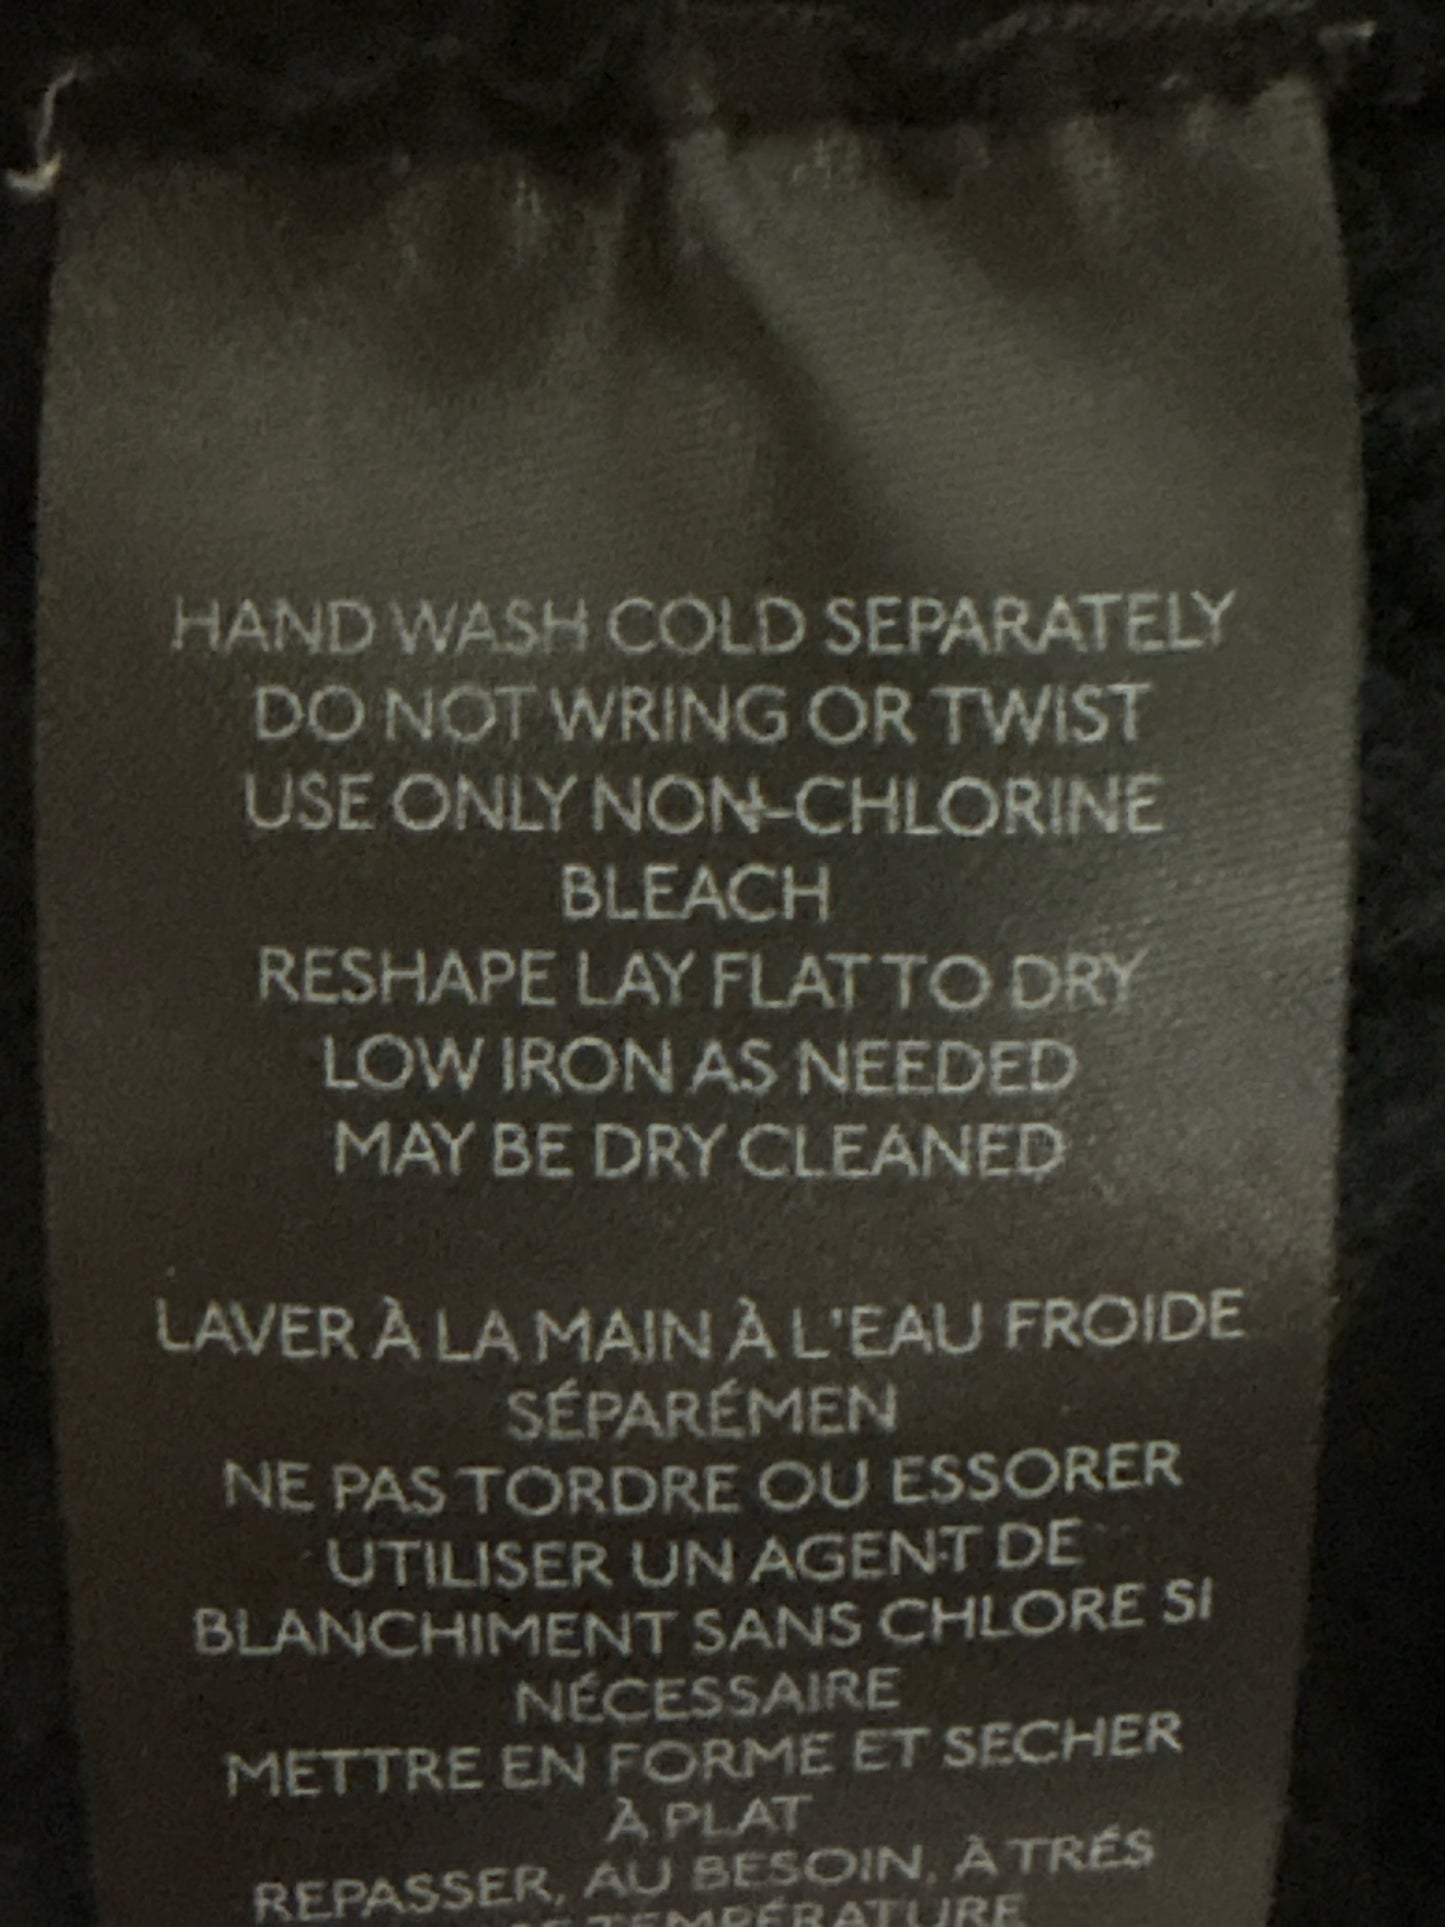 HAND WASH COLD SEPARATELY
DO NOT WRING OR TWIST
USE ONLY NON-CHLORINE
BLEACH
RESHAPE LAY FLAT TO DRY
LOW IRON AS NEEDED
MAY BE DRY CLEANED
LAVER À LA MAIN À L'EAU FROIDE
SÉPARÉMEN
NE PAS TORDRE OU ESSORER
UTILISER UN AGENT DE
BLANCHIMENT SANS CHLORE SI
NÉCESSAIRE
METTRE EN FORME ET SECHER
À PLAT
REPASSER, AU BESOIN, À TRÉS
TEMPÉRATURE